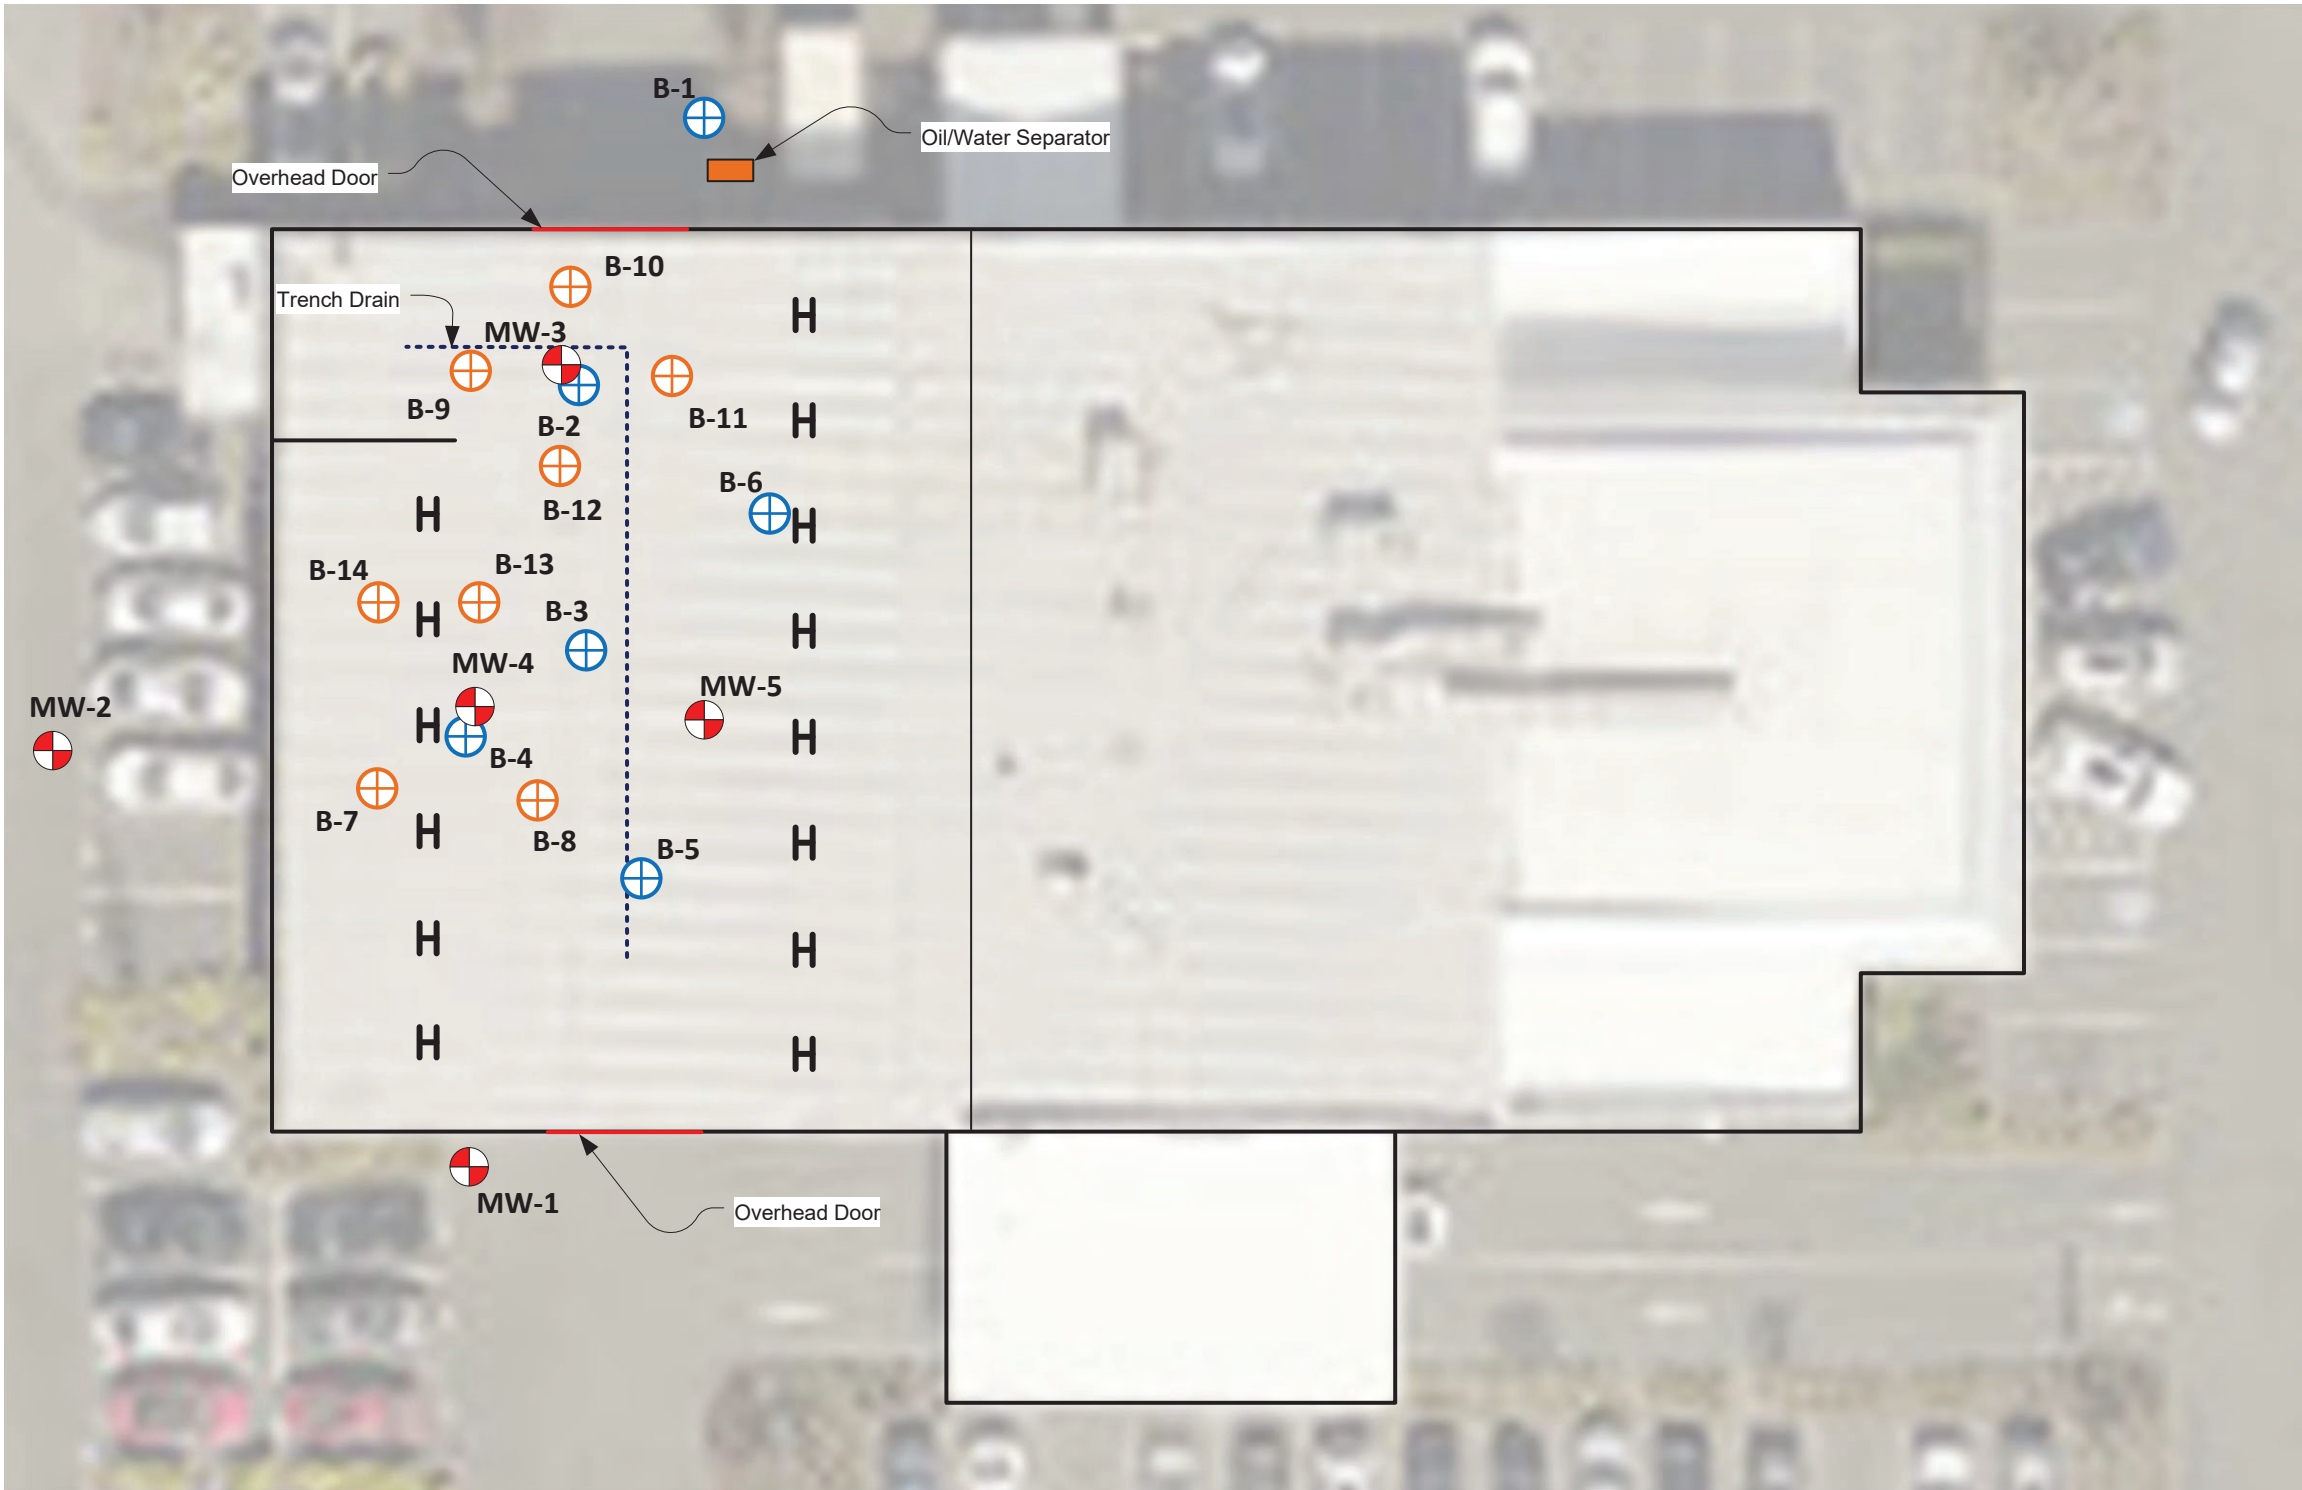 B-1
Oil/Water Separator
Overhead Door
B-10
Trench Drain
MW-3
H
B-9
B-2
B-11
H
B-12
B-6
H
H
B-14
B-13
B-3
H
H
MW-4
MW-5
MW-2
H
H
B-4
B-7
B-8
H
H
B-5
H
H
H
H
MW-1
Overhead Door